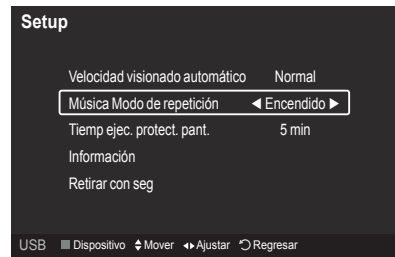 Setup
Velocidad visionado automático Normal
Música Modo de repetición ◀ Encendido ▶
Tiemp ejec. protect. pant. 5 min
Información
Retirar con seg
USB Dispositivo Mover Ajustar Regresar